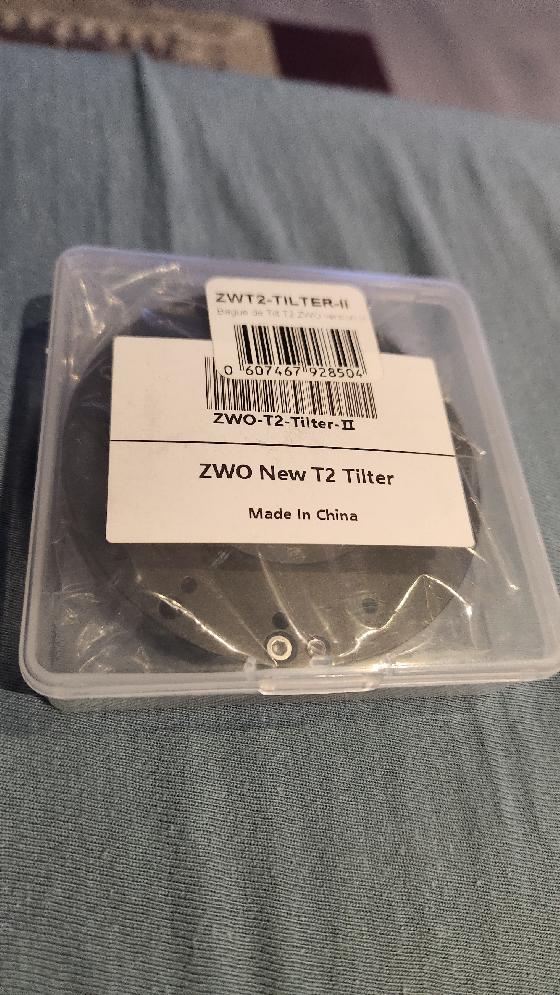 ZWT2-TILTER-II
Bague de Tilt T2 ZWO version
0 607467 928504
ZWO-T2-Tilter-II
ZWO New T2 Tilter
Made In China